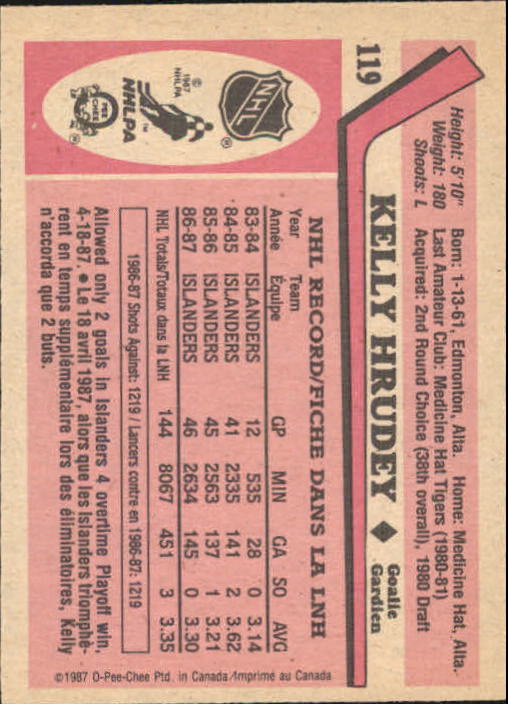 119
KELLY HRUDEY ◆ Goalie
Gardien
Height: 5'10" Born: 1-13-61, Edmonton, Alta. Home: Medicine Hat, Alta.
Weight: 180 Last Amateur Club: Medicine Hat Tigers (1980-81)
Shoots: L Acquired: 2nd Round Choice (38th overall), 1980 Draft
NHL
®
© 1987
NHLPA
NHLPA
TM
O PEE CHEE
NHL RECORD/FICHE DANS LA LNH
Year Team
Année Équipe GP MIN GA SO AVG
83-84 ISLANDERS 12 535 28 0 3.14
84-85 ISLANDERS 41 2335 141 2 3.62
85-86 ISLANDERS 45 2563 137 1 3.21
86-87 ISLANDERS 46 2634 145 0 3.30
NHL Totals/Totaux dans la LNH 144 8067 451 3 3.35
1986-87 Shots Against: 1219 / Lancers contre en 1986-87: 1219
Allowed only 2 goals in Islanders 4 overtime Playoff win,
4-18-87. ● Le 18 avril 1987, alors que les Islanders triomphè-
rent en temps supplémentaire lors des éliminatoires, Kelly
n'accorda que 2 buts.
©1987 O-Pee-Chee Ptd. in Canada/Imprimé au Canada